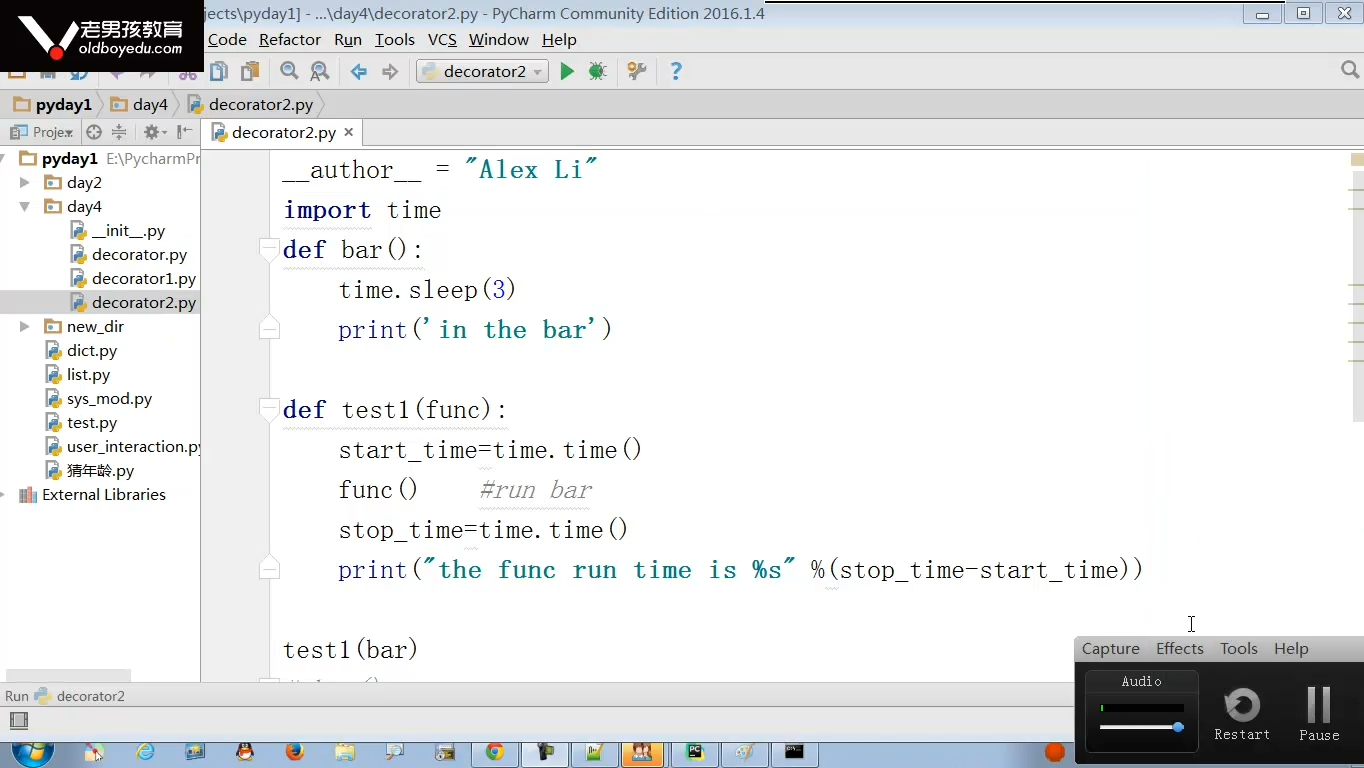 老男孩教育
oldboyedu.com
jects\pyday1] - ...\day4\decorator2.py - PyCharm Community Edition 2016.1.4
Code Refactor Run Tools VCS Window Help
decorator2
pyday1 day4 decorator2.py
Proje
decorator2.py
pyday1 E:\PycharmPr
day2
day4
__init__.py
decorator.py
decorator1.py
decorator2.py
new_dir
dict.py
list.py
sys_mod.py
test.py
user_interaction.py
猜年龄.py
External Libraries
__author__ = "Alex Li"
import time
def bar():
    time.sleep(3)
    print('in the bar')
def test1(func):
    start_time=time.time()
    func()    #run bar
    stop_time=time.time()
    print("the func run time is %s" %(stop_time-start_time))
test1(bar)
Run decorator2
Capture Effects Tools Help
Audio
Restart
Pause